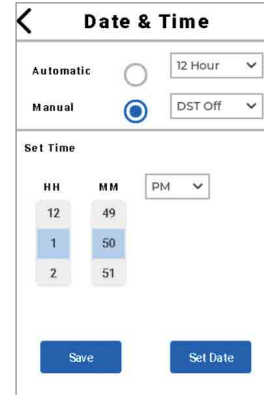 Date & Time
Automatic 12 Hour
Manual DST Off
Set Time
HH MM PM
12 49
1 50
2 51
Save Set Date